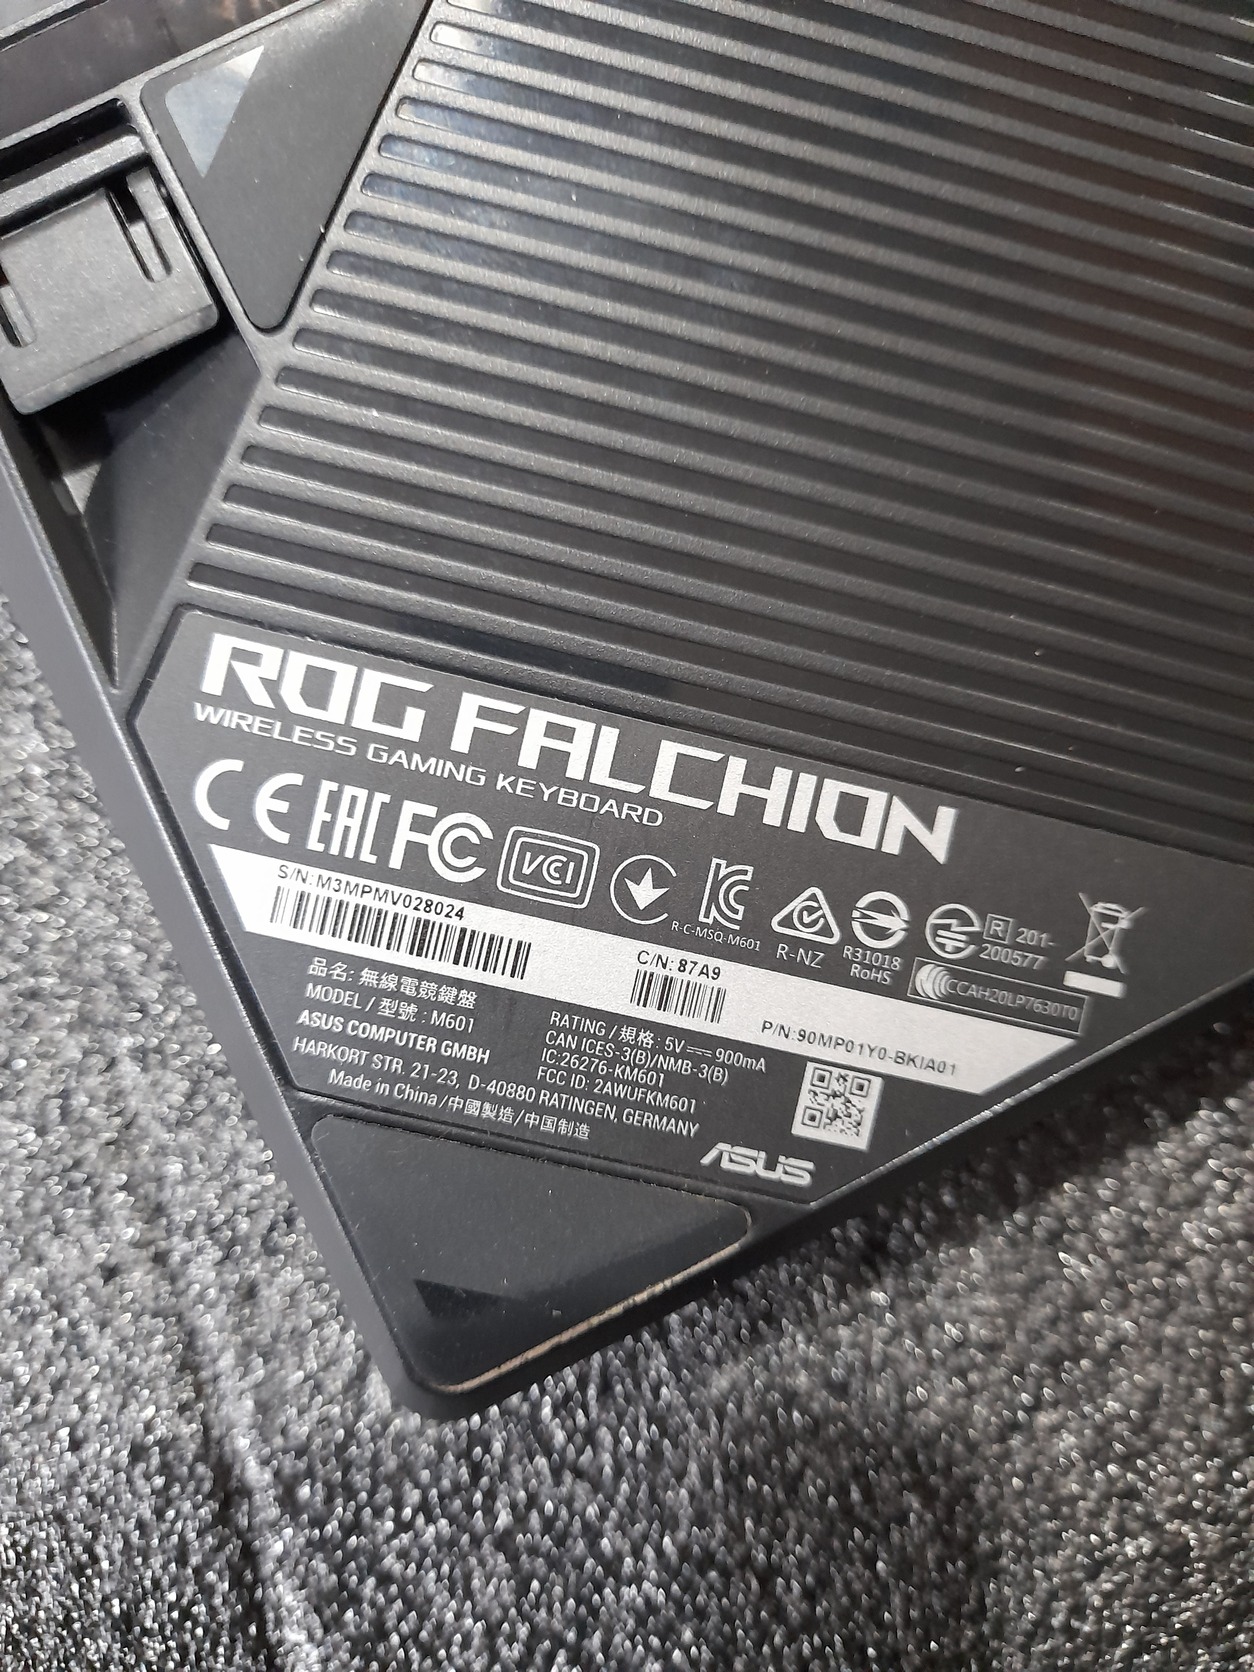 ROG FALCHION
WIRELESS GAMING KEYBOARD
CE EAC FC VCCI
R-C-MSQ-M601
R-NZ
R31018
RoHS
R 201-
200577
CCAH20LP7630T0
S/N: M3MPMV028024
C/N: 87A9
P/N:90MP01Y0-BKIA01
品名: 無線電競鍵盤
MODEL / 型號 : M601
ASUS COMPUTER GMBH
HARKORT STR. 21-23, D-40880 RATINGEN, GERMANY
Made in China/中國製造/中国制造
RATING / 規格: 5V⎓900mA
CAN ICES-3(B)/NMB-3(B)
IC:26276-KM601
FCC ID: 2AWUFKM601
ASUS